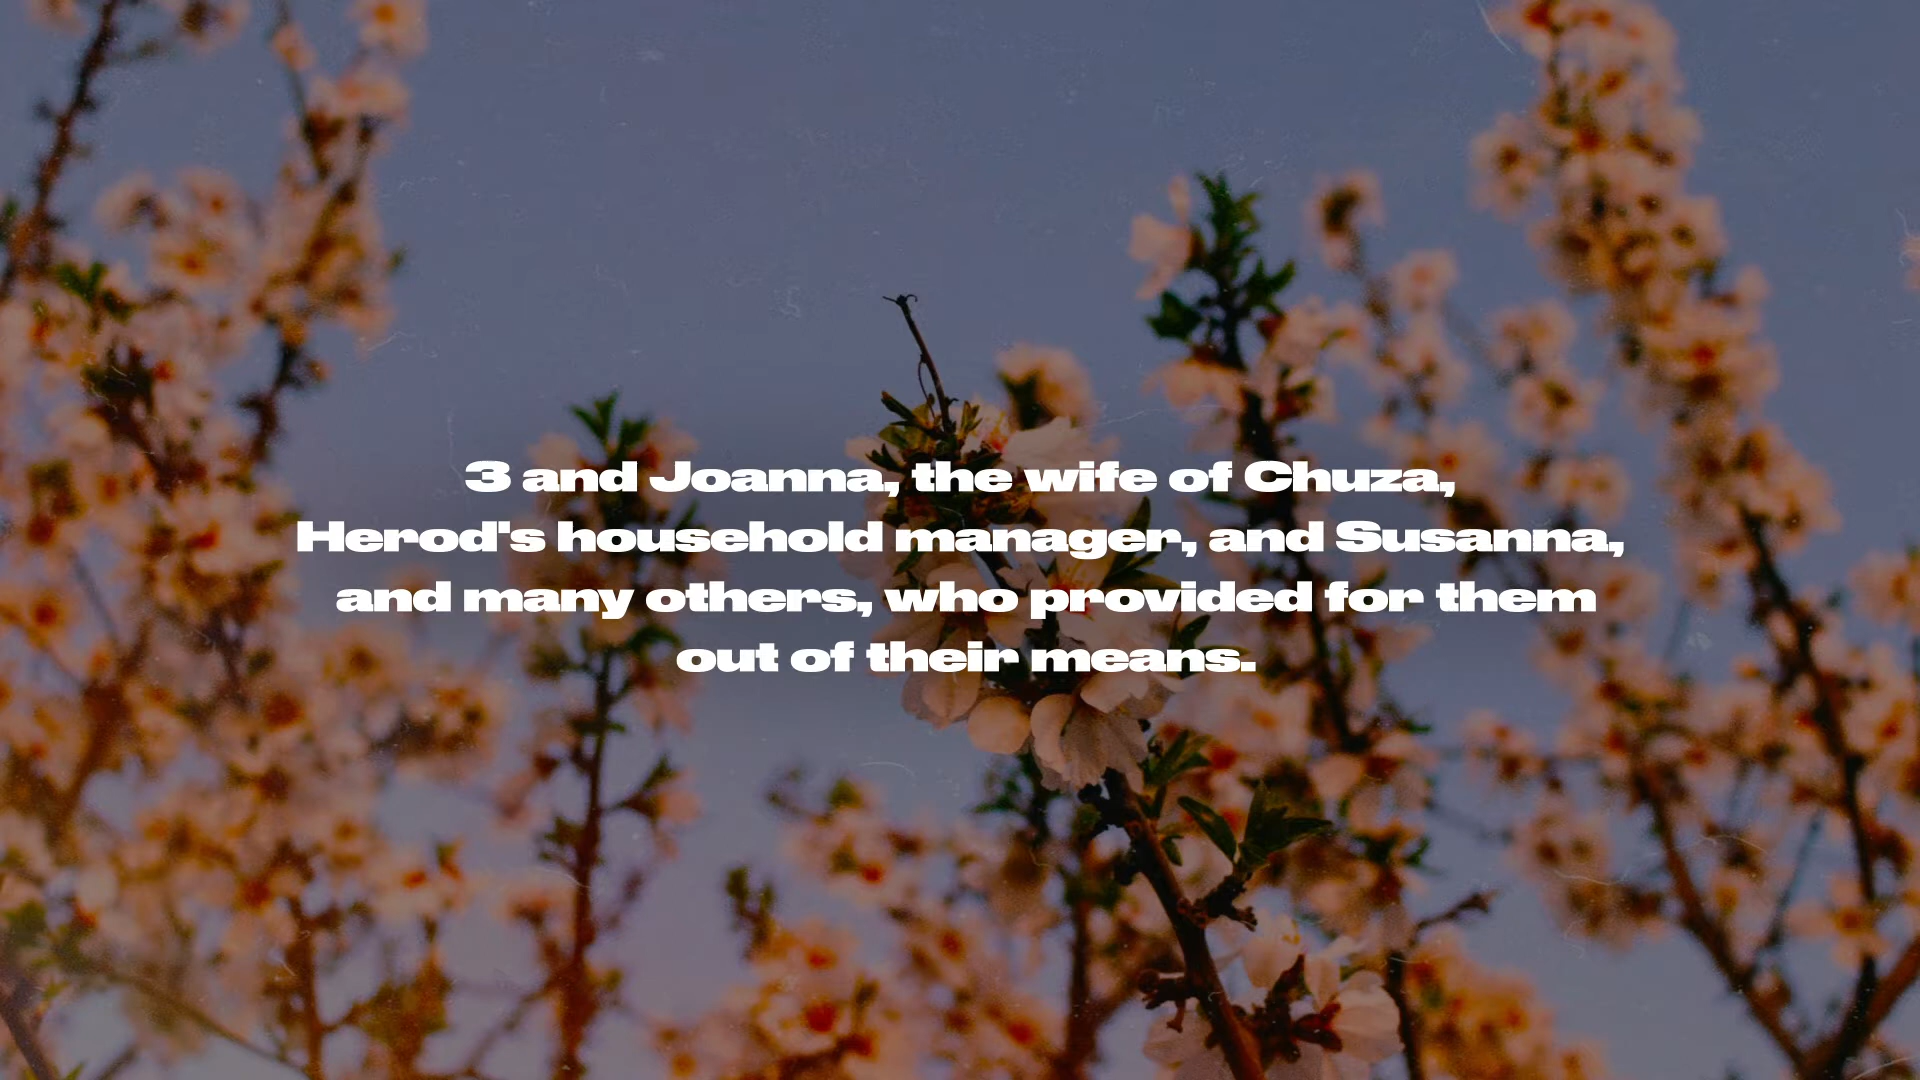 3 and Joanna, the wife of Chuza,
Herod's household manager, and Susanna,
and many others, who provided for them
out of their means.